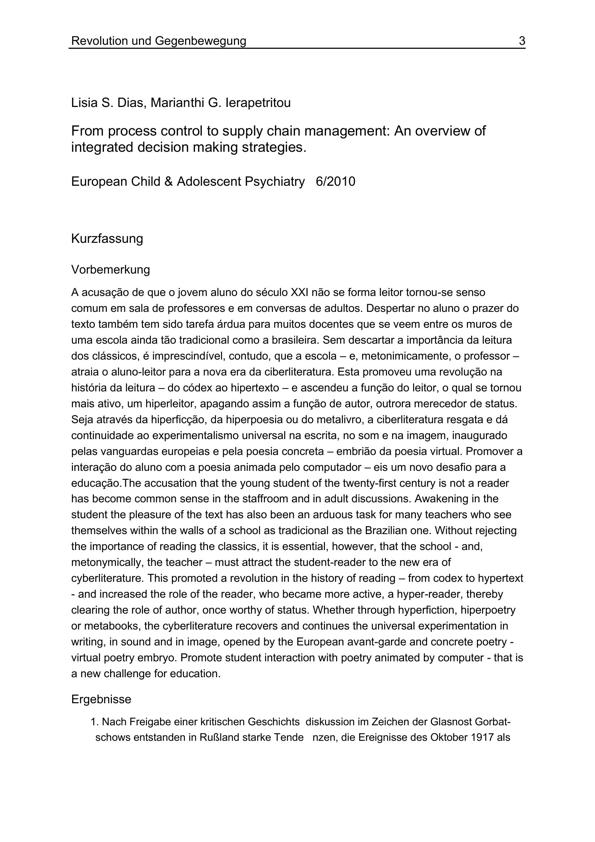 Revolution und Gegenbewegung 3
Lisia S. Dias, Marianthi G. Ierapetritou
From process control to supply chain management: An overview of
integrated decision making strategies.
European Child & Adolescent Psychiatry 6/2010
Kurzfassung
Vorbemerkung
A acusação de que o jovem aluno do século XXI não se forma leitor tornou-se senso
comum em sala de professores e em conversas de adultos. Despertar no aluno o prazer do
texto também tem sido tarefa árdua para muitos docentes que se veem entre os muros de
uma escola ainda tão tradicional como a brasileira. Sem descartar a importância da leitura
dos clássicos, é imprescindível, contudo, que a escola – e, metonimicamente, o professor –
atraia o aluno-leitor para a nova era da ciberliteratura. Esta promoveu uma revolução na
história da leitura – do códex ao hipertexto – e ascendeu a função do leitor, o qual se tornou
mais ativo, um hiperleitor, apagando assim a função de autor, outrora merecedor de status.
Seja através da hiperficção, da hiperpoesia ou do metalivro, a ciberliteratura resgata e dá
continuidade ao experimentalismo universal na escrita, no som e na imagem, inaugurado
pelas vanguardas europeias e pela poesia concreta – embrião da poesia virtual. Promover a
interação do aluno com a poesia animada pelo computador – eis um novo desafio para a
educação.The accusation that the young student of the twenty-first century is not a reader
has become common sense in the staffroom and in adult discussions. Awakening in the
student the pleasure of the text has also been an arduous task for many teachers who see
themselves within the walls of a school as tradicional as the Brazilian one. Without rejecting
the importance of reading the classics, it is essential, however, that the school - and,
metonymically, the teacher – must attract the student-reader to the new era of
cyberliterature. This promoted a revolution in the history of reading – from codex to hypertext
- and increased the role of the reader, who became more active, a hyper-reader, thereby
clearing the role of author, once worthy of status. Whether through hyperfiction, hiperpoetry
or metabooks, the cyberliterature recovers and continues the universal experimentation in
writing, in sound and in image, opened by the European avant-garde and concrete poetry -
virtual poetry embryo. Promote student interaction with poetry animated by computer - that is
a new challenge for education.
Ergebnisse
1. Nach Freigabe einer kritischen Geschichts diskussion im Zeichen der Glasnost Gorbat-
schows entstanden in Rußland starke Tende nzen, die Ereignisse des Oktober 1917 als